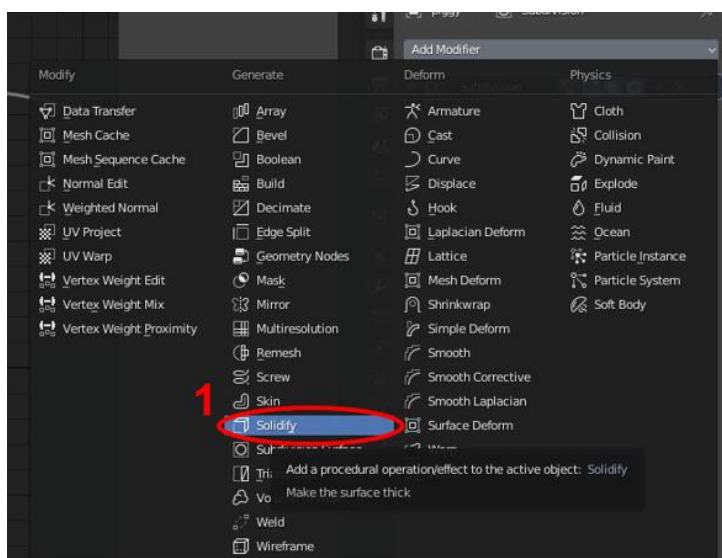 piggy Subdivision
Add Modifier
Modify Generate Deform Physics
Data Transfer Array Armature Cloth
Mesh Cache Bevel Cast Collision
Mesh Sequence Cache Boolean Curve Dynamic Paint
Normal Edit Build Displace Explode
Weighted Normal Decimate Hook Fluid
UV Project Edge Split Laplacian Deform Ocean
UV Warp Geometry Nodes Lattice Particle Instance
Vertex Weight Edit Mask Mesh Deform Particle System
Vertex Weight Mix Mirror Shrinkwrap Soft Body
Vertex Weight Proximity Multiresolution Simple Deform
Remesh Smooth
Screw Smooth Corrective
1 Skin Smooth Laplacian
Solidify Surface Deform
Subdivision Surface Warp
Tri Add a procedural operation/effect to the active object: Solidify
Vo Make the surface thick
Weld
Wireframe